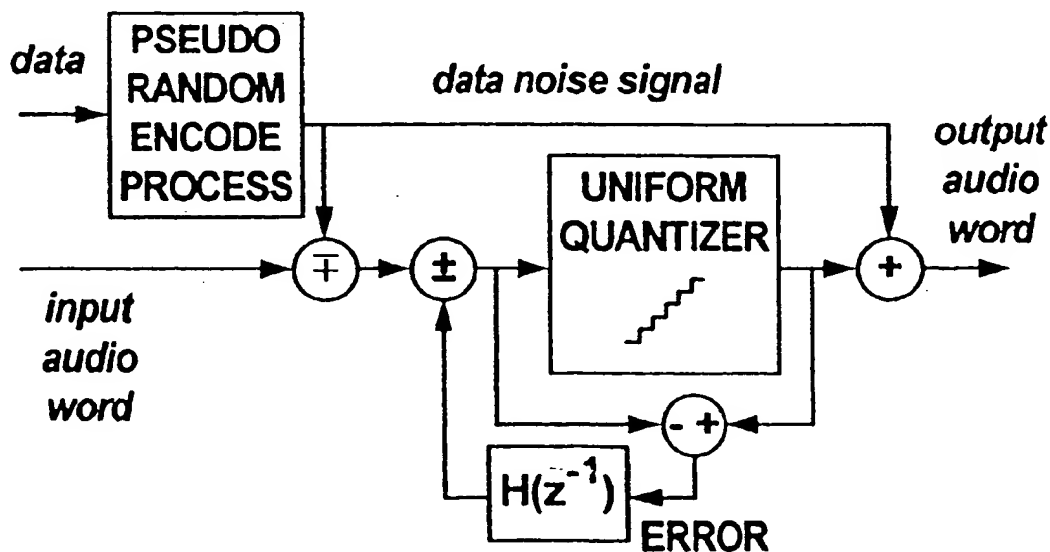 data
PSEUDO
RANDOM
ENCODE
PROCESS
data noise signal
output
audio
word
UNIFORM
QUANTIZER
∓
±
+
input
audio
word
- +
H(z⁻¹)
ERROR